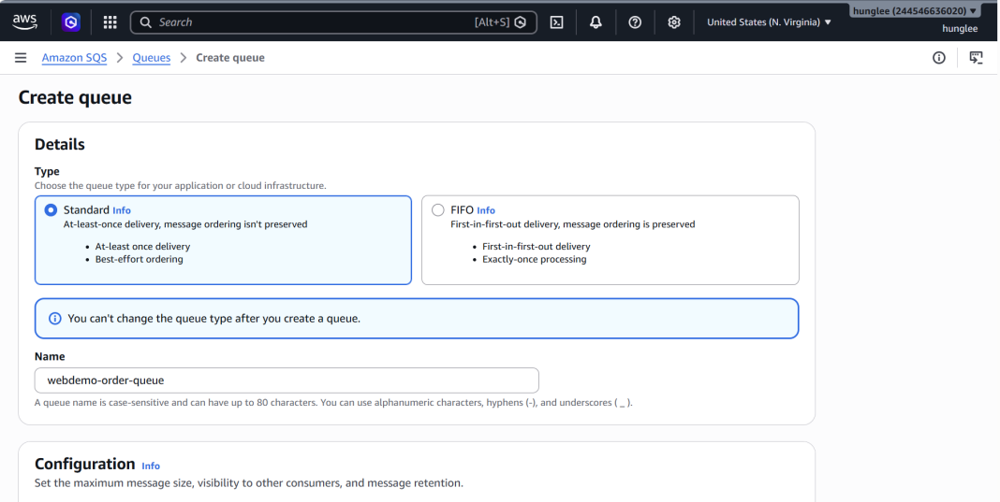 aws
Search
[Alt+S]
United States (N. Virginia) ▼
hunglee (244546636020) ▼
hunglee
Amazon SQS > Queues > Create queue
Create queue
Details
Type
Choose the queue type for your application or cloud infrastructure.
Standard Info
At-least-once delivery, message ordering isn't preserved
• At-least once delivery
• Best-effort ordering
FIFO Info
First-in-first-out delivery, message ordering is preserved
• First-in-first-out delivery
• Exactly-once processing
You can't change the queue type after you create a queue.
Name
webdemo-order-queue
A queue name is case-sensitive and can have up to 80 characters. You can use alphanumeric characters, hyphens (-), and underscores ( _ ).
Configuration Info
Set the maximum message size, visibility to other consumers, and message retention.